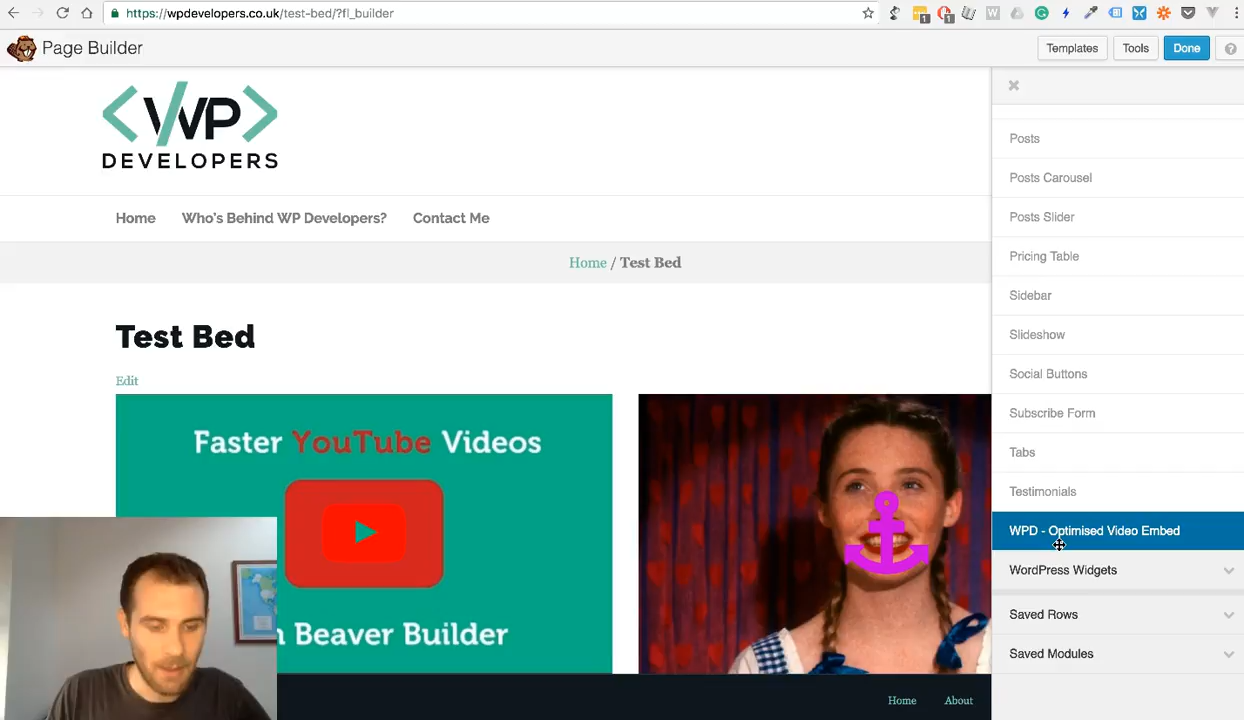 https://wpdevelopers.co.uk/test-bed/?fl_builder
1
1
W
Page Builder
Templates
Tools
Done
?
WP
DEVELOPERS
Home
Who's Behind WP Developers?
Contact Me
Home / Test Bed
Test Bed
Edit
Faster YouTube Videos
Beaver Builder
Posts
Posts Carousel
Posts Slider
Pricing Table
Sidebar
Slideshow
Social Buttons
Subscribe Form
Tabs
Testimonials
WPD - Optimised Video Embed
WordPress Widgets
Saved Rows
Saved Modules
Home
About